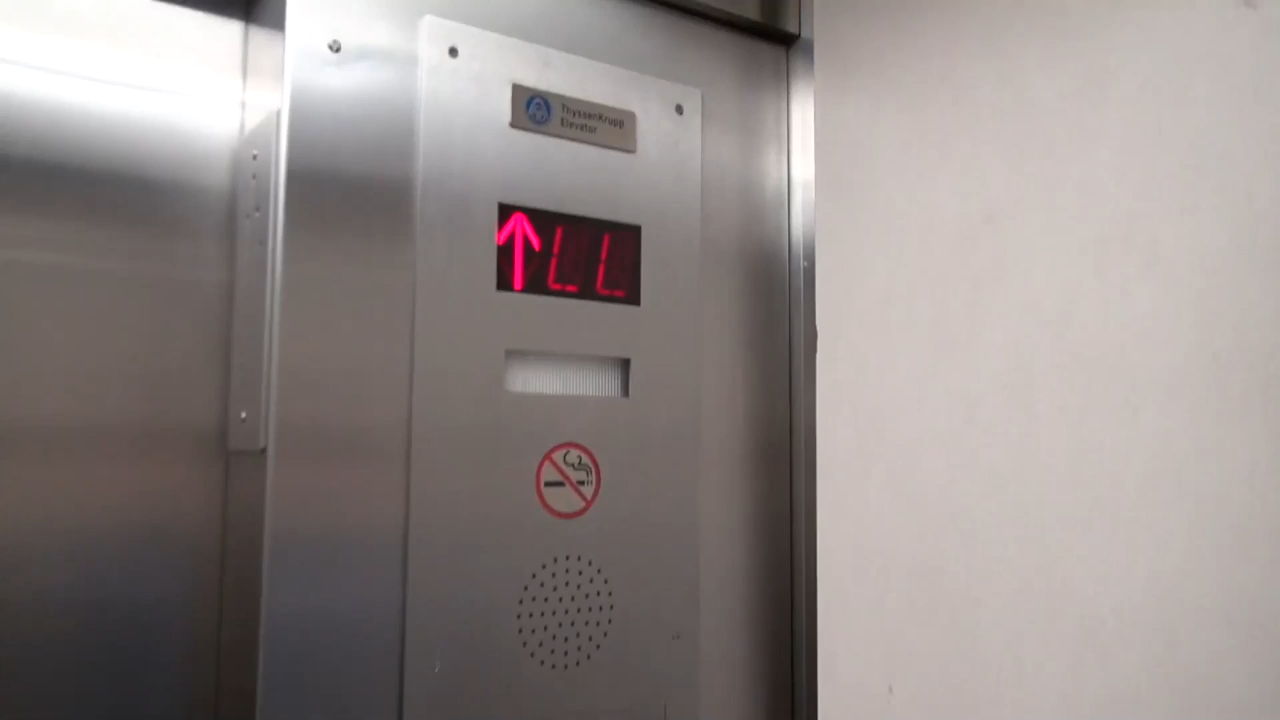 ThyssenKrupp
Elevator
↑ LL